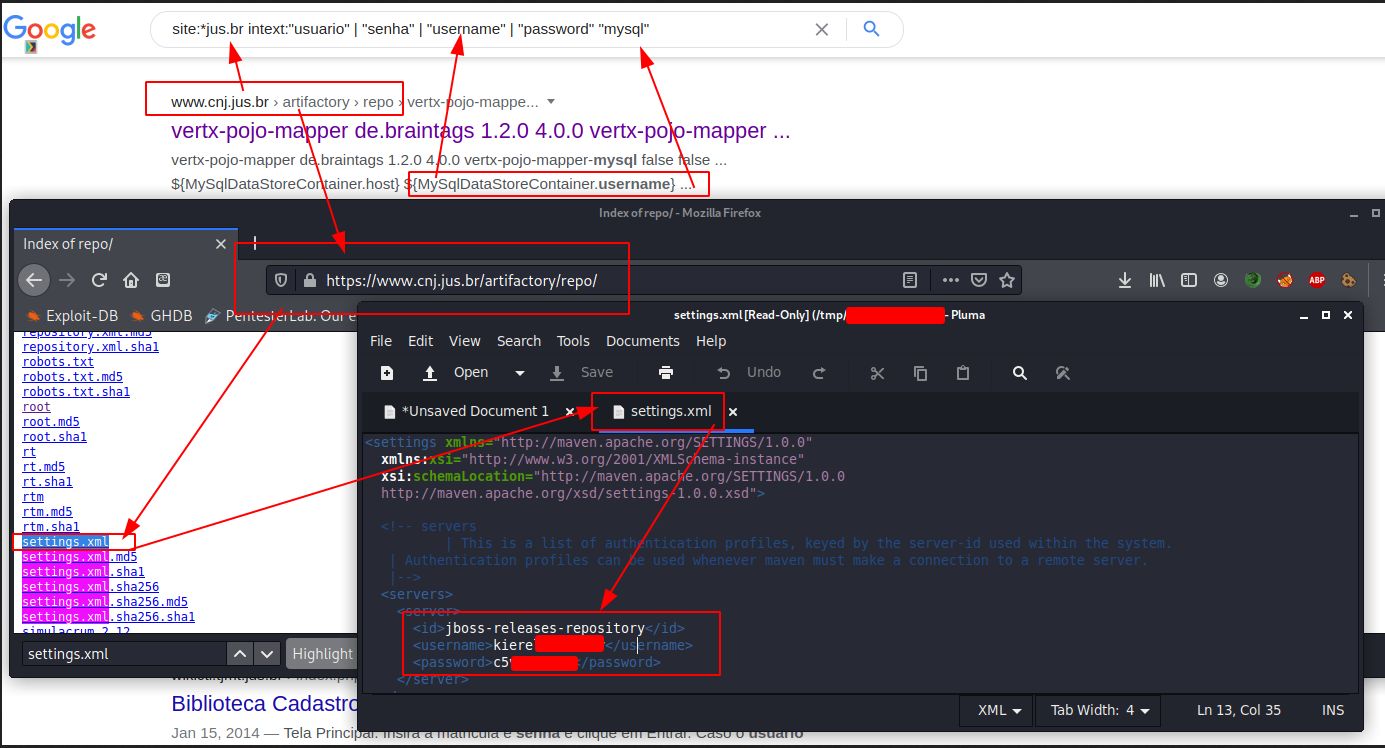 Google
site:*jus.br intext:"usuario" | "senha" | "username" | "password" "mysql"
www.cnj.jus.br › artifactory › repo › vertx-pojo-mappe...
vertx-pojo-mapper de.braintags 1.2.0 4.0.0 vertx-pojo-mapper ...
vertx-pojo-mapper de.braintags 1.2.0 4.0.0 vertx-pojo-mapper-mysql false false ...
${MySqlDataStoreContainer.host} ${MySqlDataStoreContainer.username} ...
Index of repo/ - Mozilla Firefox
Index of repo/
https://www.cnj.jus.br/artifactory/repo/
ABP
Exploit-DB
GHDB
PentesterLab: Our e
repository.xml.md5
repository.xml.sha1
robots.txt
robots.txt.md5
robots.txt.sha1
root
root.md5
root.sha1
rt
rt.md5
rt.sha1
rtm
rtm.md5
rtm.sha1
settings.xml
settings.xml.md5
settings.xml.sha1
settings.xml.sha256
settings.xml.sha256.md5
settings.xml.sha256.sha1
simulacrum_2.12
settings.xml
Highlight
settings.xml [Read-Only] (/tmp/ - Pluma
File Edit View Search Tools Documents Help
Open Save Undo
*Unsaved Document 1
settings.xml
<settings xmlns="http://maven.apache.org/SETTINGS/1.0.0"
xmlns:xsi="http://www.w3.org/2001/XMLSchema-instance"
xsi:schemaLocation="http://maven.apache.org/SETTINGS/1.0.0
http://maven.apache.org/xsd/settings-1.0.0.xsd">
<!-- servers
| This is a list of authentication profiles, keyed by the server-id used within the system.
| Authentication profiles can be used whenever maven must make a connection to a remote server.
|-->
<servers>
<server>
<id>jboss-releases-repository</id>
<username>kiere</username>
<password>c5</password>
</server>
XML Tab Width: 4 Ln 13, Col 35 INS
Biblioteca Cadastro
Jan 15, 2014 — Tela Principal. Insira a matrícula e senha e clique em Entrar. Caso o usuário